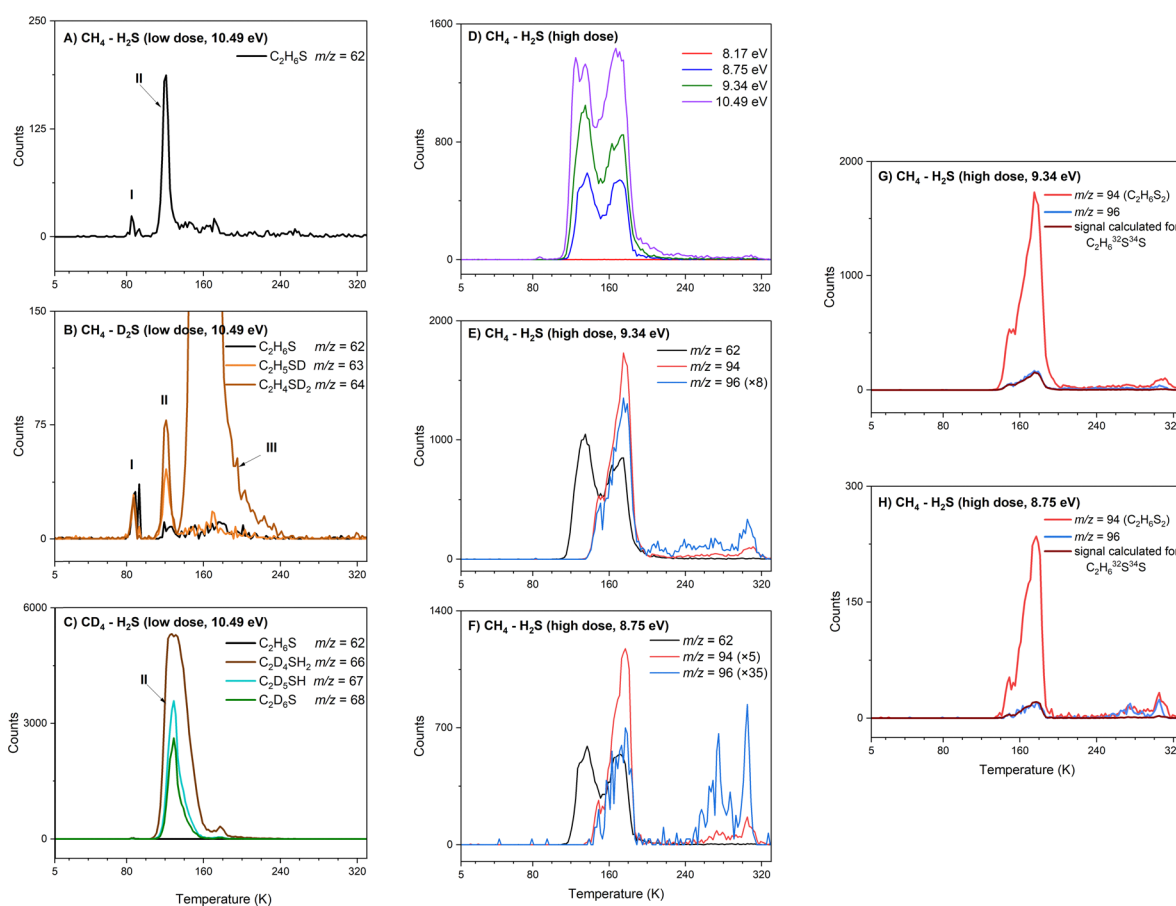 A) CH₄ - H₂S (low dose, 10.49 eV)
C₂H₆S m/z = 62
II
I
250
125
0
Counts
5 80 160 240 320
B) CH₄ - D₂S (low dose, 10.49 eV)
C₂H₆S m/z = 62
C₂H₅SD m/z = 63
C₂H₄SD₂ m/z = 64
I
II
III
150
75
0
Counts
5 80 160 240 320
C) CD₄ - H₂S (low dose, 10.49 eV)
C₂H₆S m/z = 62
C₂D₄SH₂ m/z = 66
C₂D₅SH m/z = 67
C₂D₆S m/z = 68
II
6000
3000
0
Counts
5 80 160 240 320
Temperature (K)
D) CH₄ - H₂S (high dose)
8.17 eV
8.75 eV
9.34 eV
10.49 eV
1600
800
0
Counts
5 80 160 240 320
E) CH₄ - H₂S (high dose, 9.34 eV)
m/z = 62
m/z = 94
m/z = 96 (×8)
2000
1000
0
Counts
5 80 160 240 320
F) CH₄ - H₂S (high dose, 8.75 eV)
m/z = 62
m/z = 94 (×5)
m/z = 96 (×35)
1400
700
0
Counts
5 80 160 240 320
Temperature (K)
G) CH₄ - H₂S (high dose, 9.34 eV)
m/z = 94 (C₂H₆S₂)
m/z = 96
signal calculated for
C₂H₆³²S³⁴S
2000
1000
0
Counts
5 80 160 240
H) CH₄ - H₂S (high dose, 8.75 eV)
m/z = 94 (C₂H₆S₂)
m/z = 96
signal calculated for
C₂H₆³²S³⁴S
300
150
0
Counts
5 80 160 240
Temperature (K)